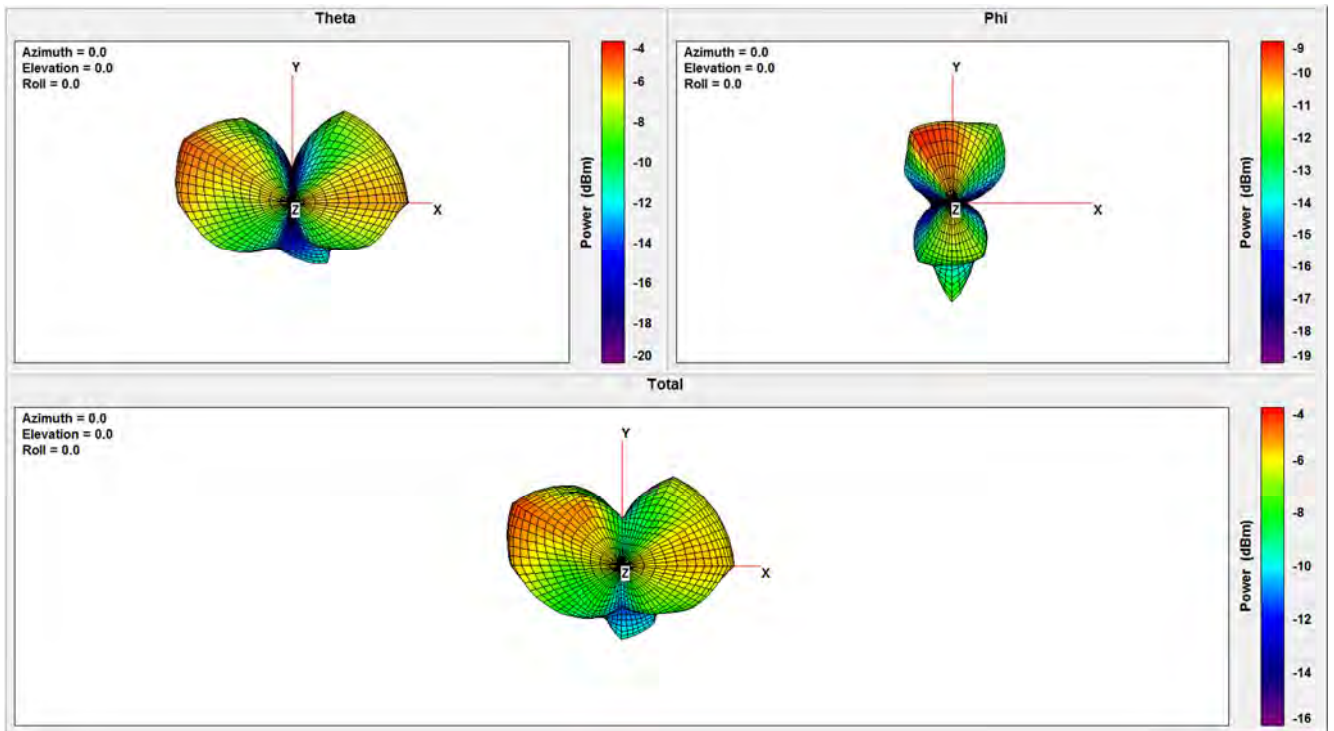 Theta
Azimuth = 0.0
Elevation = 0.0
Roll = 0.0
Y
X
Z
Power (dBm)
-4
-6
-8
-10
-12
-14
-16
-18
-20
Phi
Azimuth = 0.0
Elevation = 0.0
Roll = 0.0
Y
X
Z
Power (dBm)
-9
-10
-11
-12
-13
-14
-15
-16
-17
-18
-19
Total
Azimuth = 0.0
Elevation = 0.0
Roll = 0.0
Y
X
Z
Power (dBm)
-4
-6
-8
-10
-12
-14
-16